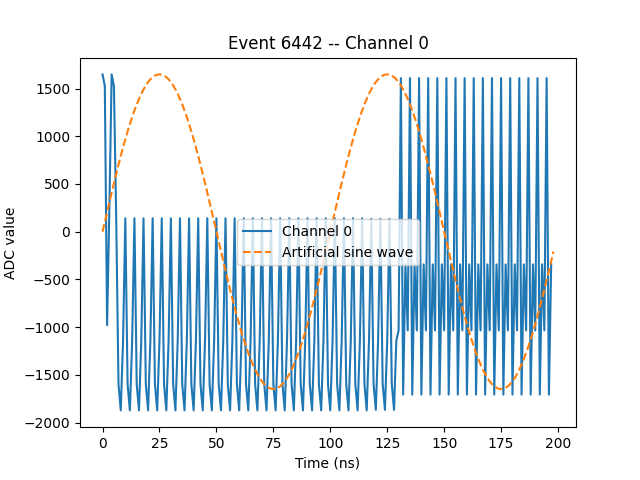 Event 6442 -- Channel 0
ADC value
1500
1000
500
0
−500
−1000
−1500
−2000
Channel 0
Artificial sine wave
0 25 50 75 100 125 150 175 200
Time (ns)